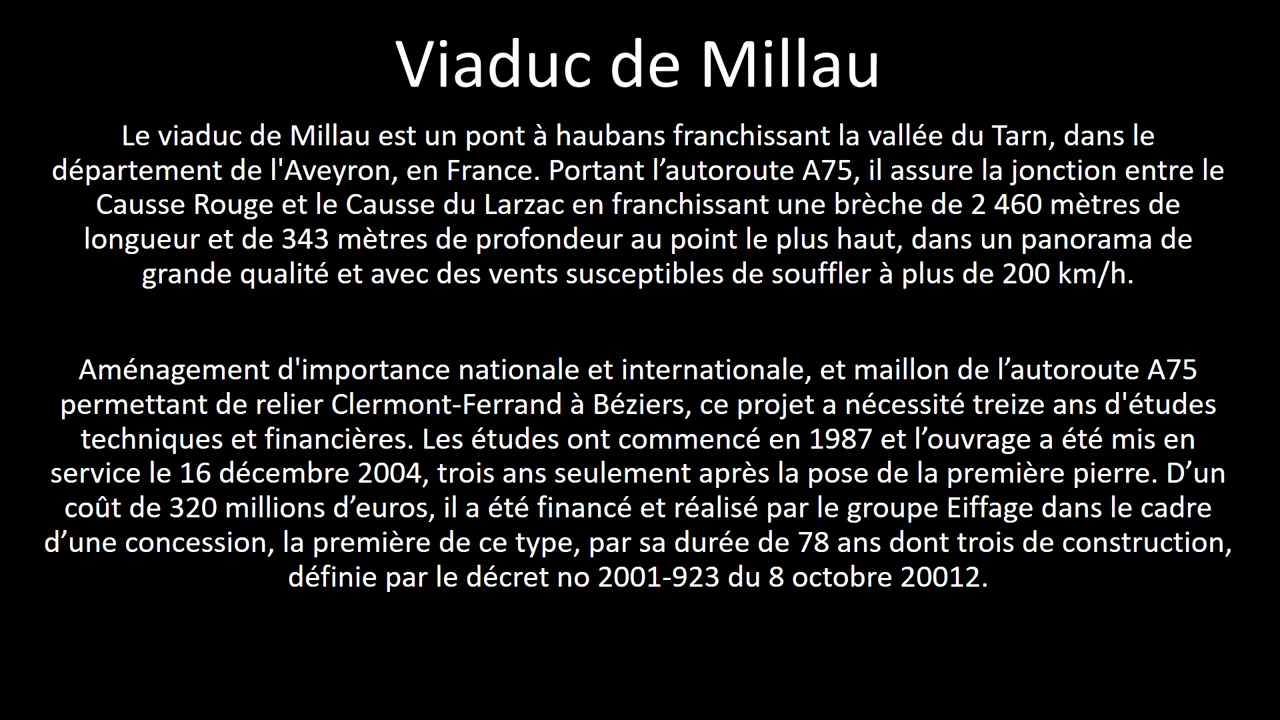 Viaduc de Millau
Le viaduc de Millau est un pont à haubans franchissant la vallée du Tarn, dans le
département de l'Aveyron, en France. Portant l’autoroute A75, il assure la jonction entre le
Causse Rouge et le Causse du Larzac en franchissant une brèche de 2 460 mètres de
longueur et de 343 mètres de profondeur au point le plus haut, dans un panorama de
grande qualité et avec des vents susceptibles de souffler à plus de 200 km/h.
Aménagement d'importance nationale et internationale, et maillon de l’autoroute A75
permettant de relier Clermont-Ferrand à Béziers, ce projet a nécessité treize ans d'études
techniques et financières. Les études ont commencé en 1987 et l’ouvrage a été mis en
service le 16 décembre 2004, trois ans seulement après la pose de la première pierre. D’un
coût de 320 millions d’euros, il a été financé et réalisé par le groupe Eiffage dans le cadre
d’une concession, la première de ce type, par sa durée de 78 ans dont trois de construction,
définie par le décret no 2001-923 du 8 octobre 20012.